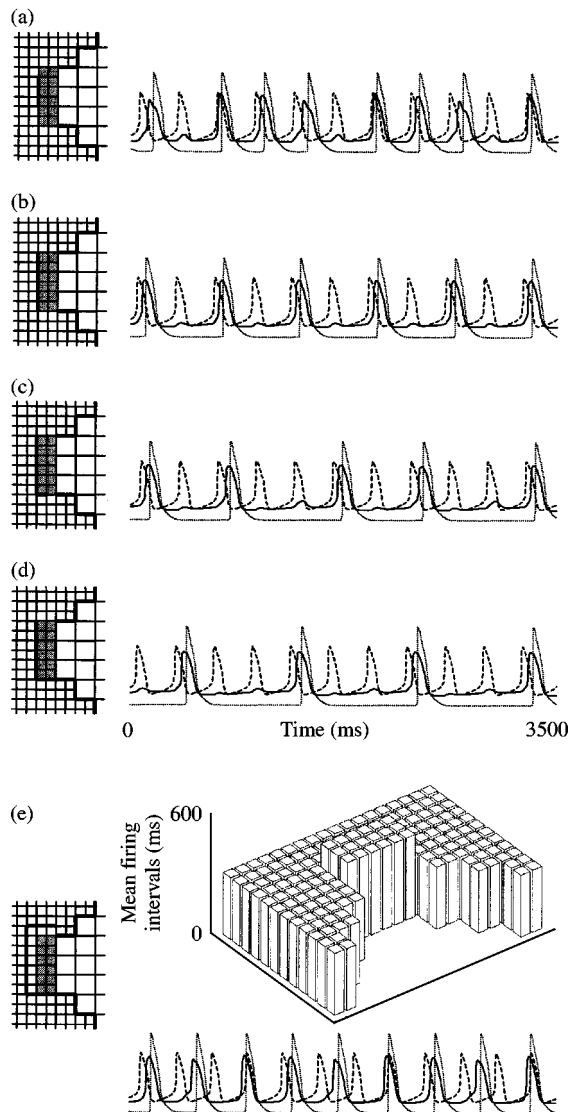 (a)
(b)
(c)
(d)
0 Time (ms) 3500
(e)
600
Mean firing
intervals (ms)
0